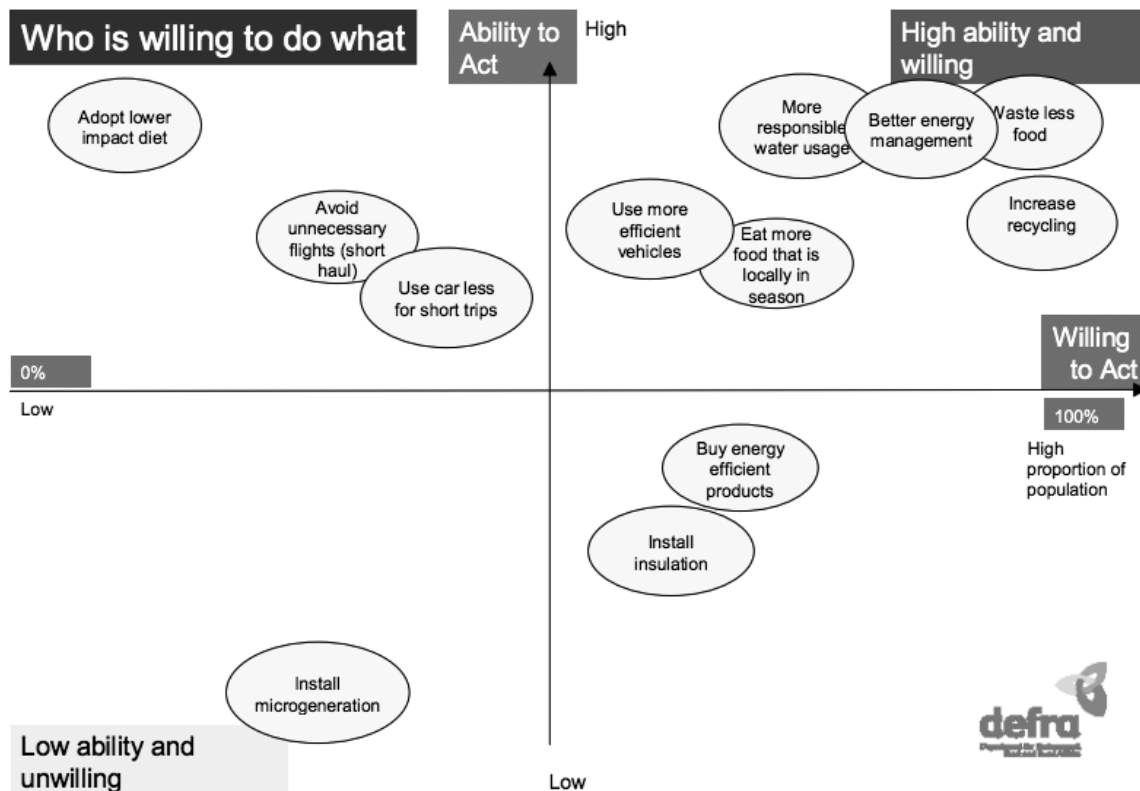 Who is willing to do what
Ability to
Act
High
High ability and
willing
Adopt lower
impact diet
More
responsible
water usage
Better energy
management
Waste less
food
Avoid
unnecessary
flights (short
haul)
Use car less
for short trips
Use more
efficient
vehicles
Eat more
food that is
locally in
season
Increase
recycling
Willing
to Act
0%
Low
100%
High
proportion of
population
Buy energy
efficient
products
Install
insulation
Install
microgeneration
defra
Low ability and
unwilling
Low